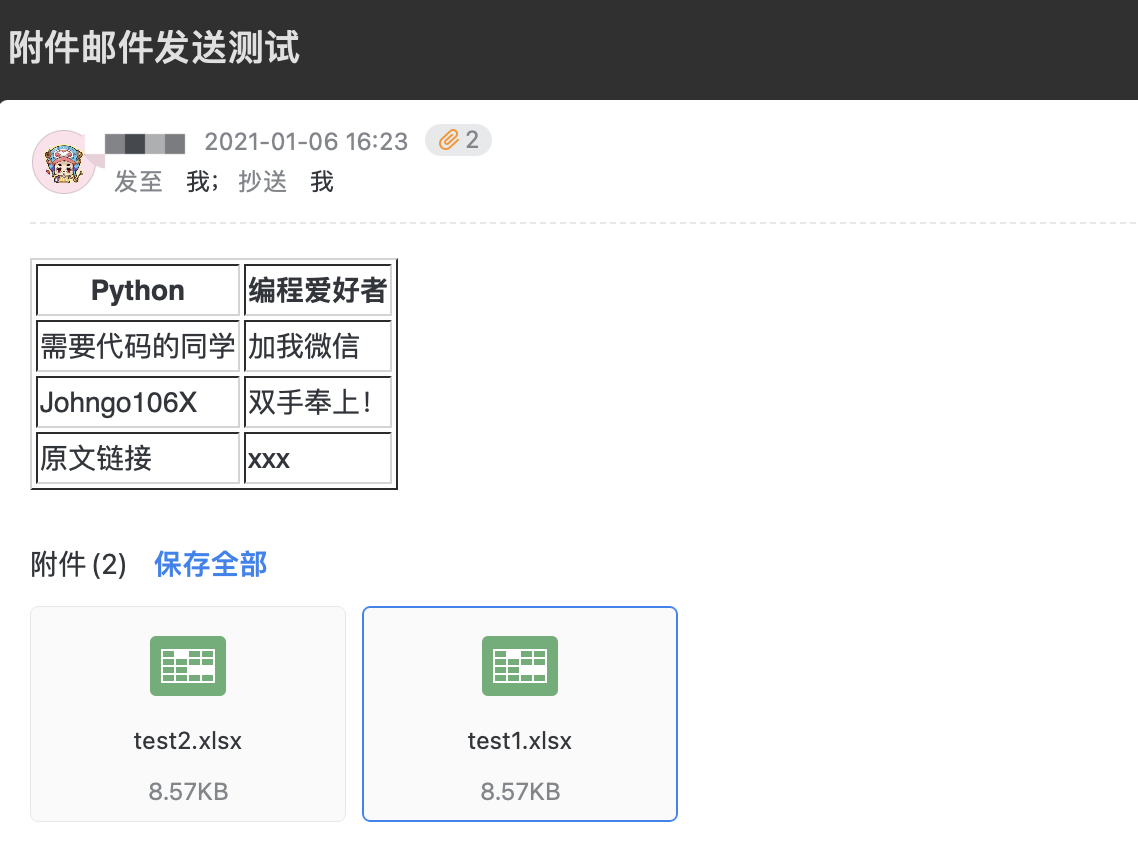 附件邮件发送测试
2021-01-06 16:23 2
发至 我; 抄送 我
Python 编程爱好者
需要代码的同学 加我微信
Johngo106X 双手奉上！
原文链接 xxx
附件 (2) 保存全部
test2.xlsx test1.xlsx
8.57KB 8.57KB